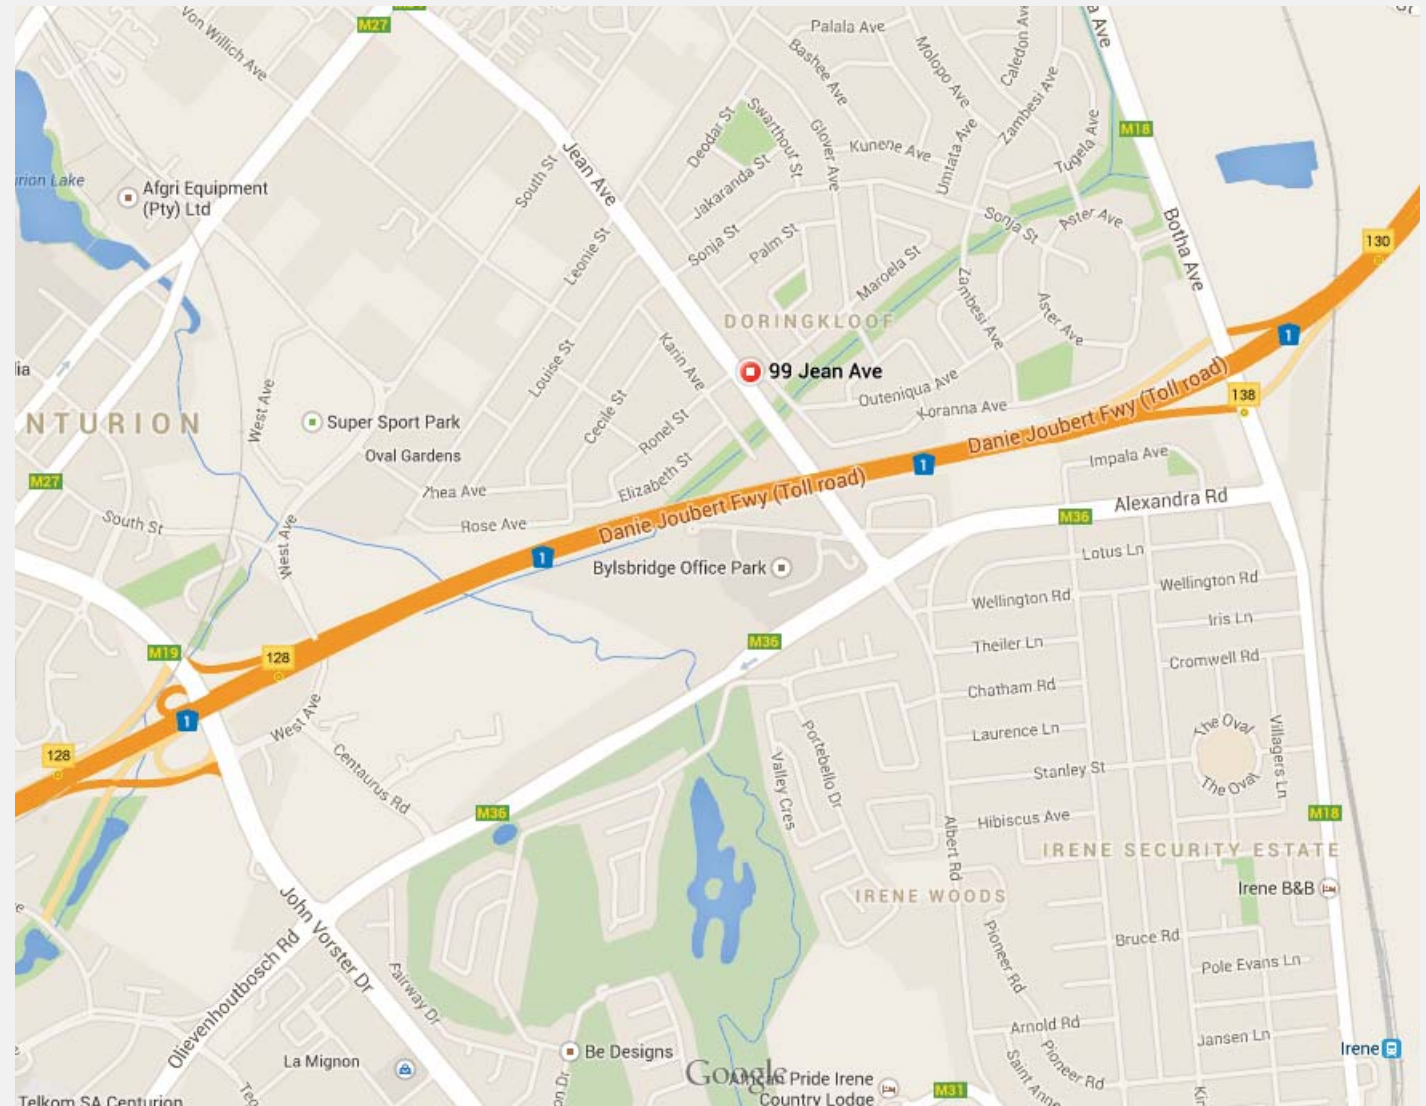 M27
Von Willich Ave
Palala Ave
Bashee Ave
Molopo Ave
Caledon Ave
Zambesi Ave
a Ave
M18
Deodar St
Swarthout St
Glover Ave
Kunene Ave
Umtata Ave
Tugela Ave
Jean Ave
South St
Jakaranda St
Afgri Equipment
(Pty) Ltd
rion Lake
Sonja St
Palm St
Leonie St
Maroela St
Sonja St
Aster Ave
Botha Ave
130
Zambesi Ave
Aster Ave
DORINGKLOOF
1
lia
Louise St
Karin Ave
99 Jean Ave
Outeniqua Ave
Koranna Ave
138
West Ave
Cecile St
Ronel St
NTURION
Super Sport Park
Oval Gardens
Danie Joubert Fwy (Toll road)
1
Impala Ave
M27
Rhea Ave
Elizabeth St
Alexandra Rd
M36
South St
Rose Ave
West Ave
Danie Joubert Fwy (Toll road)
1
Bylsbridge Office Park
Lotus Ln
Wellington Rd
Wellington Rd
Iris Ln
M19
128
M36
Theiler Ln
Cromwell Rd
Chatham Rd
1
West Ave
Laurence Ln
The Oval
Villagers Ln
128
Centaurus Rd
Portebello Dr
Valley Cres
Stanley St
The Oval
M36
Hibiscus Ave
M18
Albert Rd
IRENE SECURITY ESTATE
IRENE WOODS
Irene B&B
John Vorster Dr
Olievenhoutbosch Rd
Fairway Dr
Pioneer Rd
Bruce Rd
Pole Evans Ln
Arnold Rd
Jansen Ln
Irene
La Mignon
Be Designs
Google
Pioneer Rd
Saint Anne
African Pride Irene
Country Lodge
M31
Telkom SA Centurion
on Dr
Kin